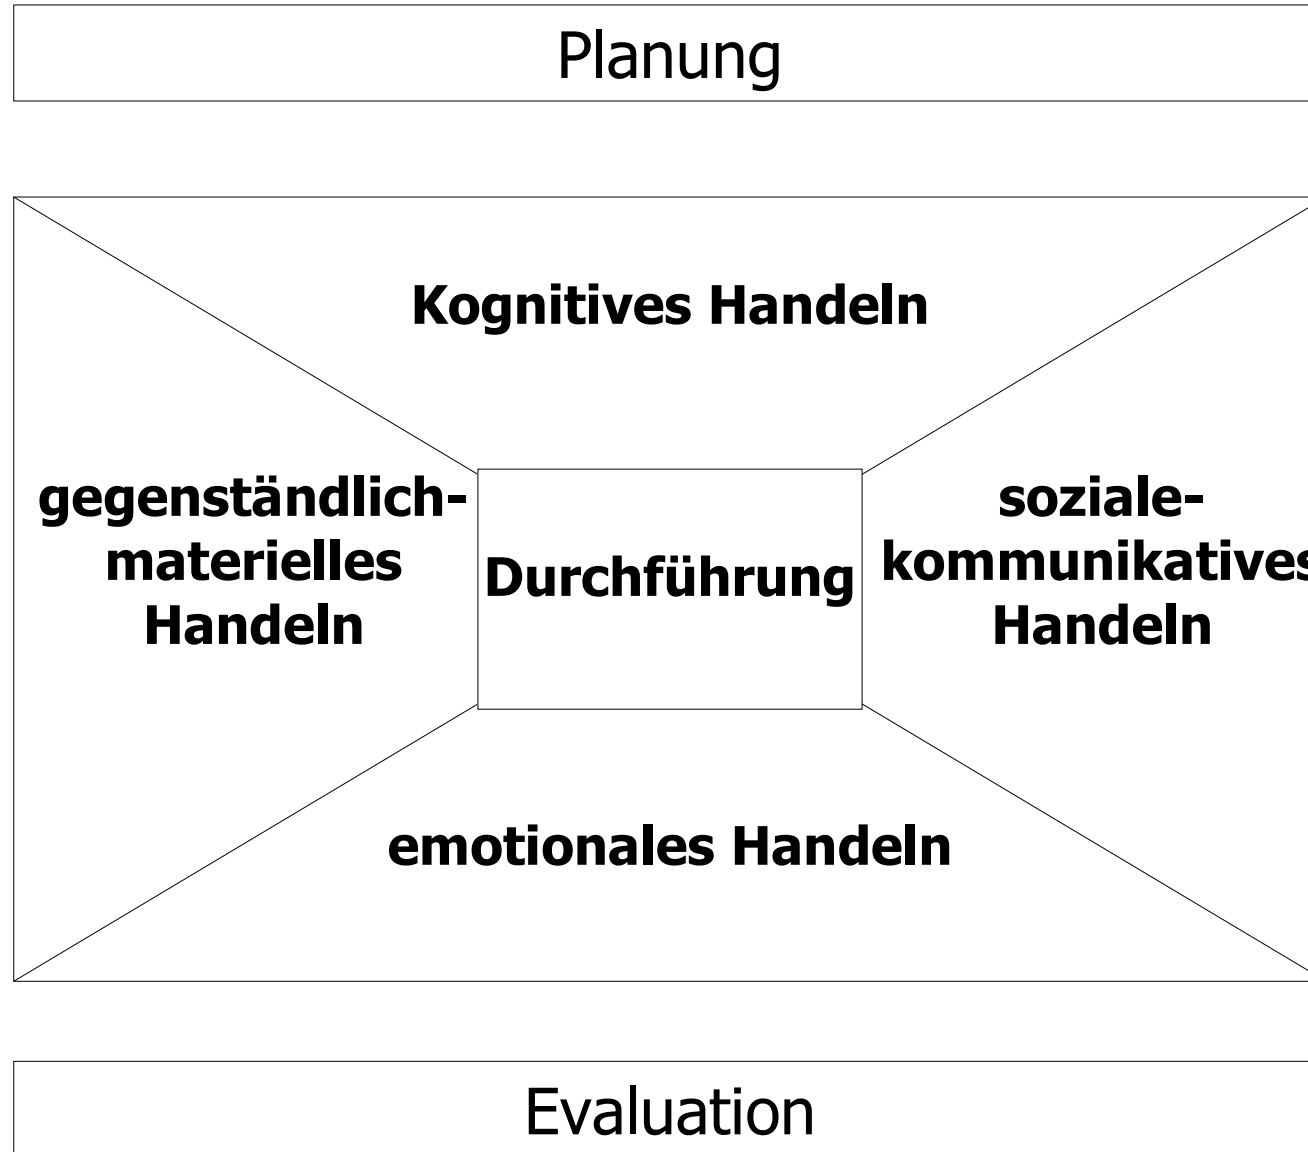 Planung
Kognitives Handeln
gegenständlich-
materielles
Handeln
Durchführung
soziale-
kommunikatives
Handeln
emotionales Handeln
Evaluation